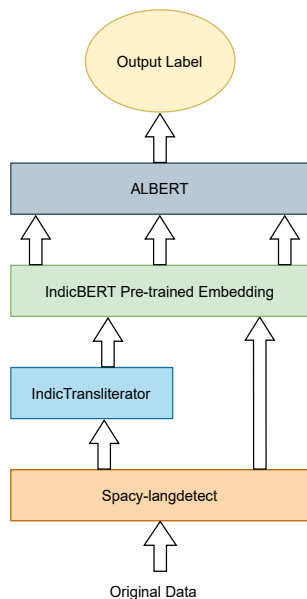 Output Label
ALBERT
IndicBERT Pre-trained Embedding
IndicTransliterator
Spacy-langdetect
Original Data